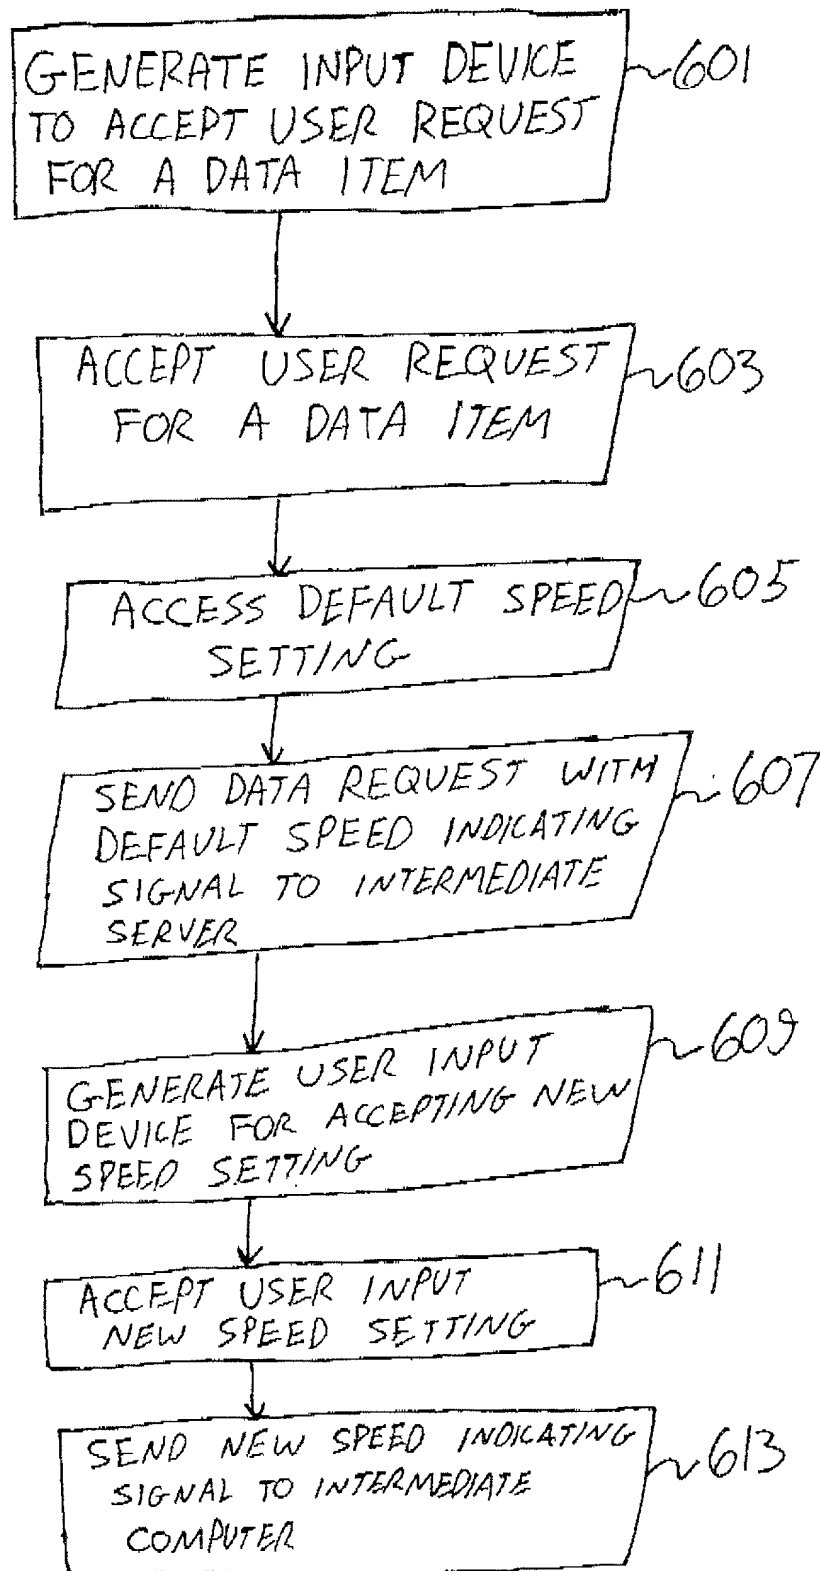 GENERATE INPUT DEVICE
TO ACCEPT USER REQUEST
FOR A DATA ITEM
601
ACCEPT USER REQUEST
FOR A DATA ITEM
603
ACCESS DEFAULT SPEED
SETTING
605
SEND DATA REQUEST WITH
DEFAULT SPEED INDICATING
SIGNAL TO INTERMEDIATE
SERVER
607
GENERATE USER INPUT
DEVICE FOR ACCEPTING NEW
SPEED SETTING
609
ACCEPT USER INPUT
NEW SPEED SETTING
611
SEND NEW SPEED INDICATING
SIGNAL TO INTERMEDIATE
COMPUTER
613